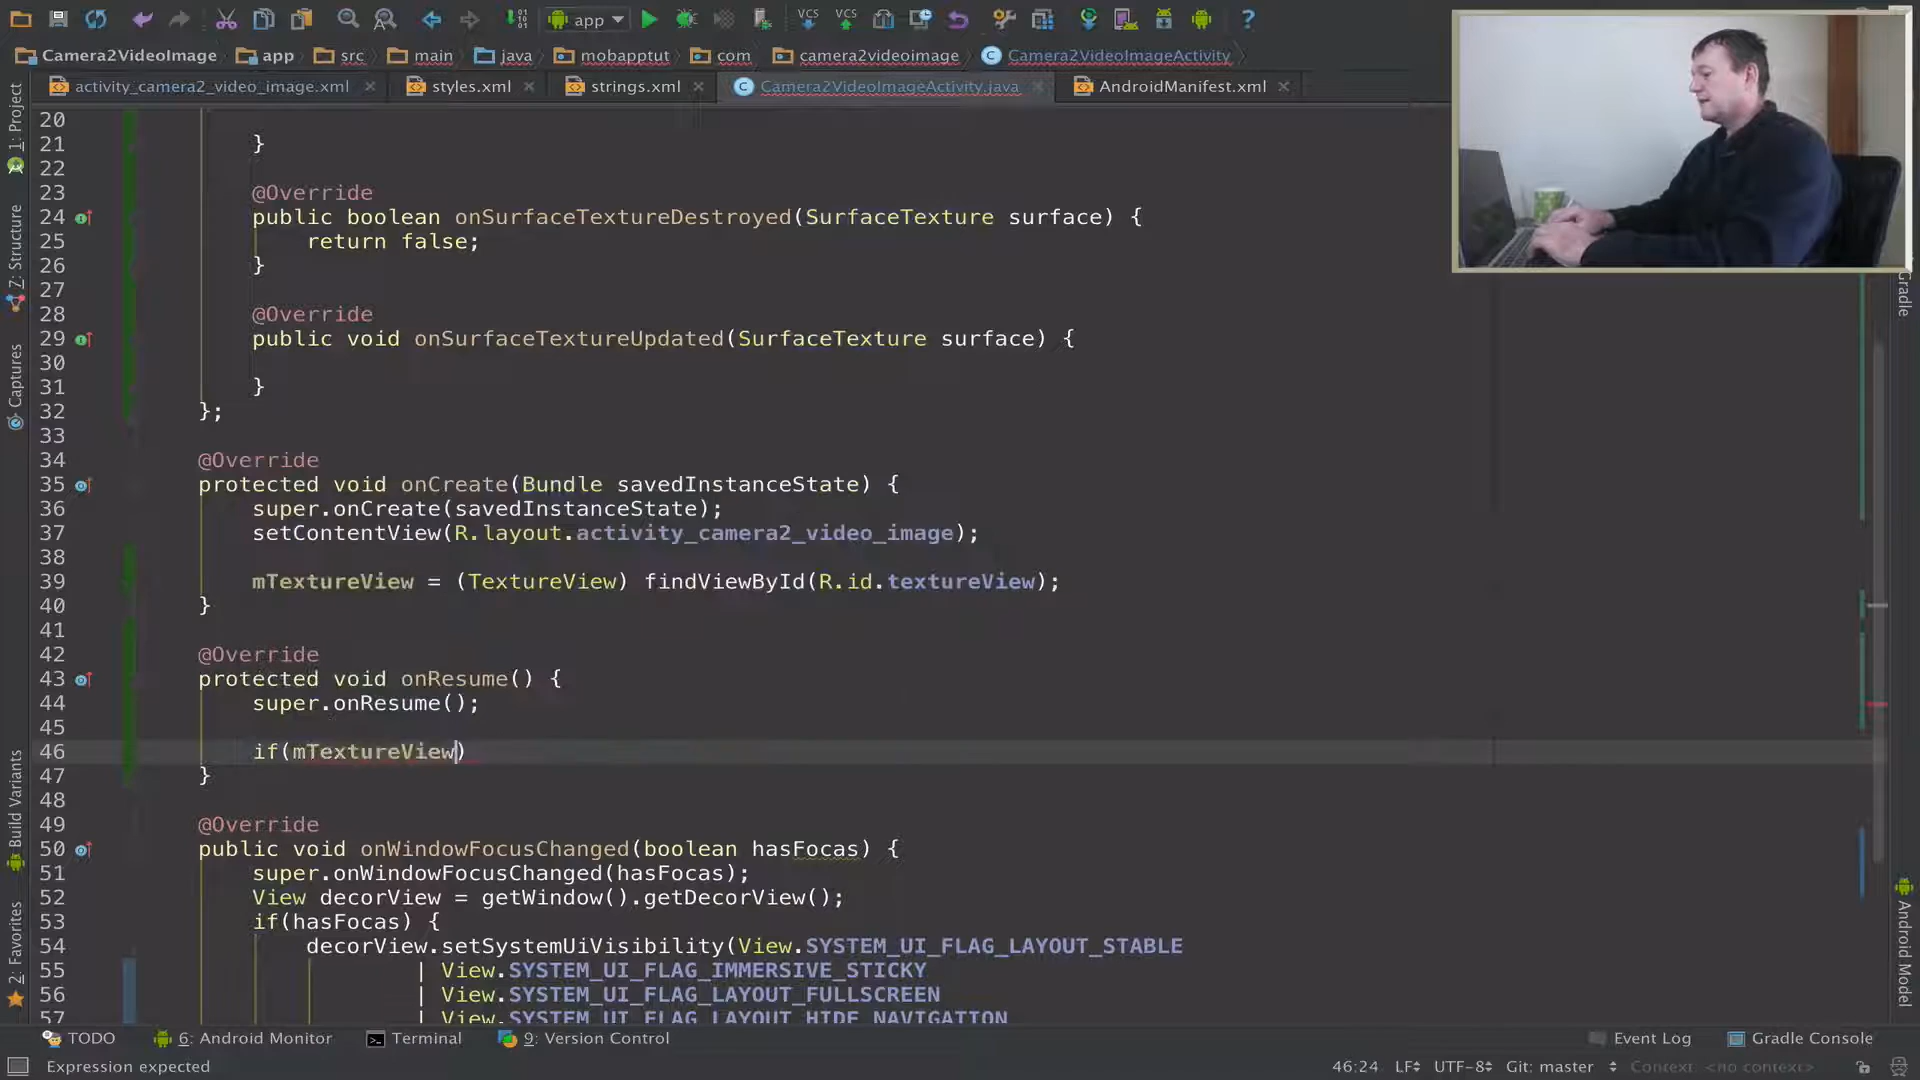 app
Camera2VideoImage app src main java mobapptut com camera2videoimage Camera2VideoImageActivity
activity_camera2_video_image.xml styles.xml strings.xml Camera2VideoImageActivity.java AndroidManifest.xml
1: Project
7: Structure
Captures
Build Variants
2: Favorites
20
21 }
22
23 @Override
24 public boolean onSurfaceTextureDestroyed(SurfaceTexture surface) {
25 return false;
26 }
27
28 @Override
29 public void onSurfaceTextureUpdated(SurfaceTexture surface) {
30
31 }
32 };
33
34 @Override
35 protected void onCreate(Bundle savedInstanceState) {
36 super.onCreate(savedInstanceState);
37 setContentView(R.layout.activity_camera2_video_image);
38
39 mTextureView = (TextureView) findViewById(R.id.textureView);
40 }
41
42 @Override
43 protected void onResume() {
44 super.onResume();
45
46 if(mTextureView)
47 }
48
49 @Override
50 public void onWindowFocusChanged(boolean hasFocas) {
51 super.onWindowFocusChanged(hasFocas);
52 View decorView = getWindow().getDecorView();
53 if(hasFocas) {
54 decorView.setSystemUiVisibility(View.SYSTEM_UI_FLAG_LAYOUT_STABLE
55 | View.SYSTEM_UI_FLAG_IMMERSIVE_STICKY
56 | View.SYSTEM_UI_FLAG_LAYOUT_FULLSCREEN
57 | View.SYSTEM_UI_FLAG_LAYOUT_HIDE_NAVIGATION
Gradle
Android Model
TODO 6: Android Monitor Terminal 9: Version Control Event Log Gradle Console
Expression expected 46:24 LF UTF-8 Git: master Context: <no context>